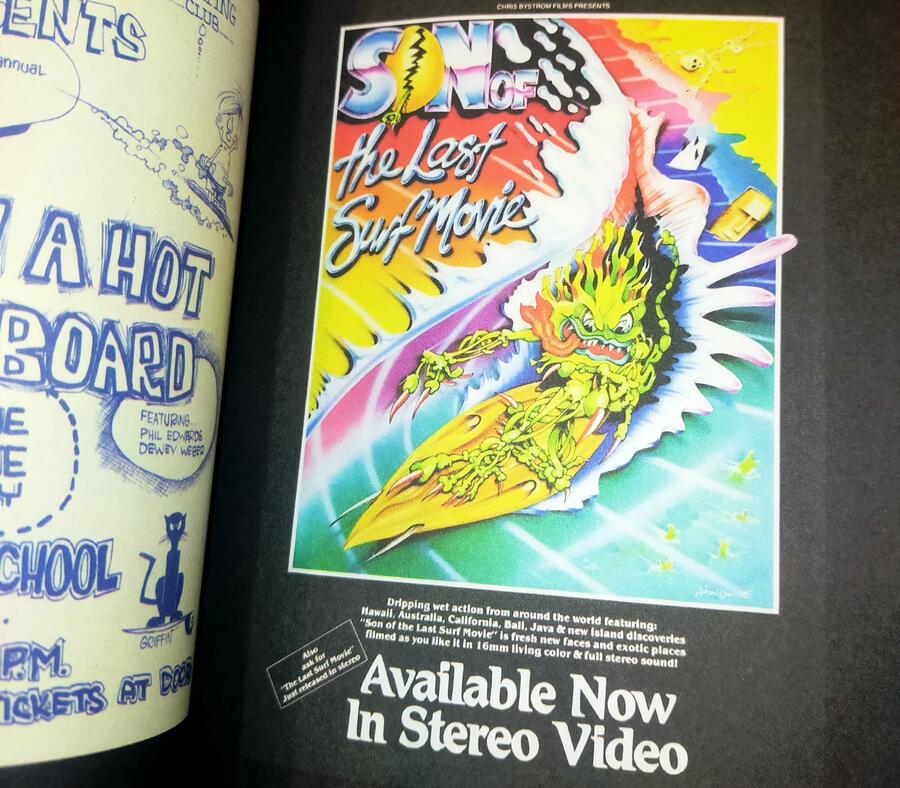 CLUB
ENTS
annual
A HOT
BOARD
FEATURING..
PHIL EDWARDS
DEWEY WEBER
GRIFFIN
P.M.
TICKETS AT DOOR
CHRIS BYSTROM FILMS PRESENTS
SON OF
the Last
Surf Movie
Dripping wet action from around the world featuring:
Hawaii, Australia, California, Bali, Java & new island discoveries
"Son of the Last Surf Movie" is fresh new faces and exotic places
filmed as you like it in 16mm living color & full stereo sound!
Also
ask for
"The Last Surf Movie"
Just released in stereo
Available Now
In Stereo Video